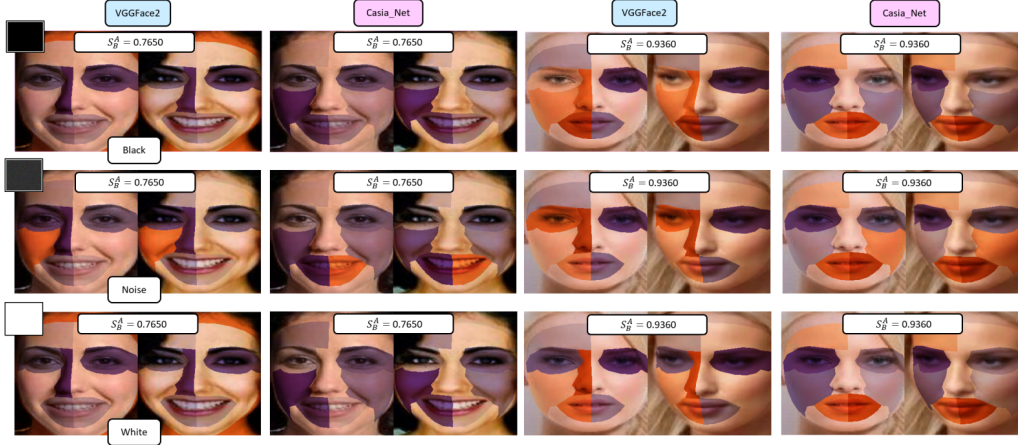 VGGFace2 Casia_Net VGGFace2 Casia_Net
S_B^A = 0.7650 S_B^A = 0.7650 S_B^A = 0.9360 S_B^A = 0.9360
Black
S_B^A = 0.7650 S_B^A = 0.7650 S_B^A = 0.9360 S_B^A = 0.9360
Noise
S_B^A = 0.7650 S_B^A = 0.7650 S_B^A = 0.9360 S_B^A = 0.9360
White